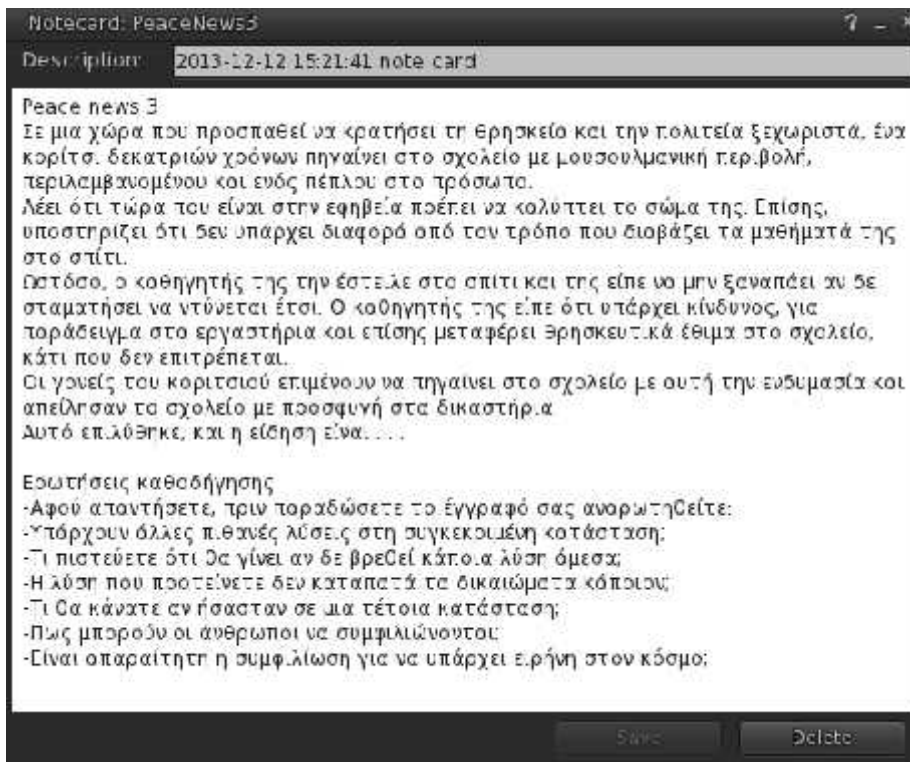 Notecard: PeaceNews3
Description: 2013-12-12 15:21:41 note card
Peace news 3
Σε μια χώρα που προσπαθεί να κρατήσει τη θρησκεία και την πολιτεία ξεχωριστά, ένα
κορίτσι δεκατριών χρόνων πηγαίνει στο σχολείο με μουσουλμανική περιβολή,
περιλαμβανομένου και ενός πέπλου στο πρόσωπο.
Λέει ότι τώρα που είναι στην εφηβεία πρέπει να καλύπτει το σώμα της. Επίσης,
υποστηρίζει ότι δεν υπάρχει διαφορά από τον τρόπο που διαβάζει τα μαθήματά της
στο σπίτι.
Ωστόσο, ο καθηγητής της την έστειλε στο σπίτι και της είπε να μην ξαναπάει αν δε
σταματήσει να ντύνεται έτσι. Ο καθηγητής της είπε ότι υπάρχει κίνδυνος, για
παράδειγμα στα εργαστήρια και επίσης μεταφέρει θρησκευτικά έθιμα στο σχολείο,
κάτι που δεν επιτρέπεται.
Οι γονείς του κοριτσιού επιμένουν να πηγαίνει στο σχολείο με αυτή την ενδυμασία και
απείλησαν το σχολείο με προσφυγή στα δικαστήρια
Αυτό επιλύθηκε, και η είδηση είναι.....

Ερωτήσεις καθοδήγησης
-Αφού απαντήσετε, πριν παραδώσετε το έγγραφό σας αναρωτηθείτε:
-Υπάρχουν άλλες πιθανές λύσεις στη συγκεκριμένη κατάσταση;
-Τι πιστεύετε ότι θα γίνει αν δε βρεθεί κάποια λύση άμεσα;
-Η λύση που προτείνετε δεν καταπατά τα δικαιώματα κάποιον;
-Τι θα κάνατε αν ήσασταν σε μια τέτοια κατάσταση;
-Πως μπορούν οι άνθρωποι να συμφιλιώνονται;
-Είναι απαραίτητη η συμφιλίωση για να υπάρχει ειρήνη στον κόσμο;
Save Delete